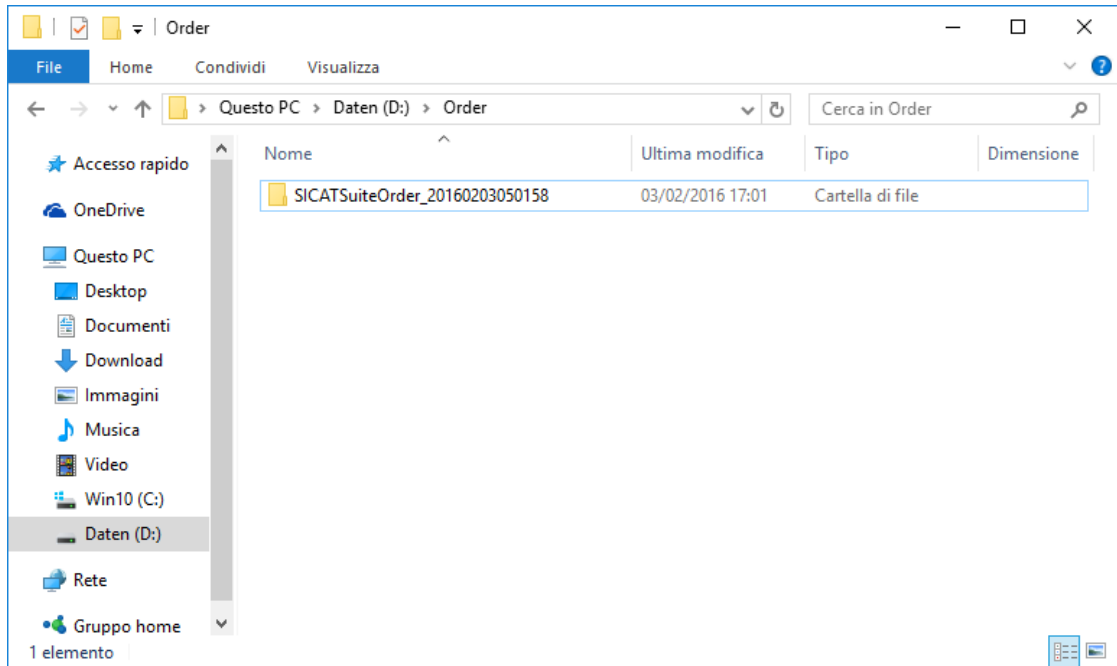 Order
File Home Condividi Visualizza
Questo PC > Daten (D:) > Order
Cerca in Order
Nome Ultima modifica Tipo Dimensione
SICATSuiteOrder_20160203050158 03/02/2016 17:01 Cartella di file
Accesso rapido
OneDrive
Questo PC
Desktop
Documenti
Download
Immagini
Musica
Video
Win10 (C:)
Daten (D:)
Rete
Gruppo home
1 elemento